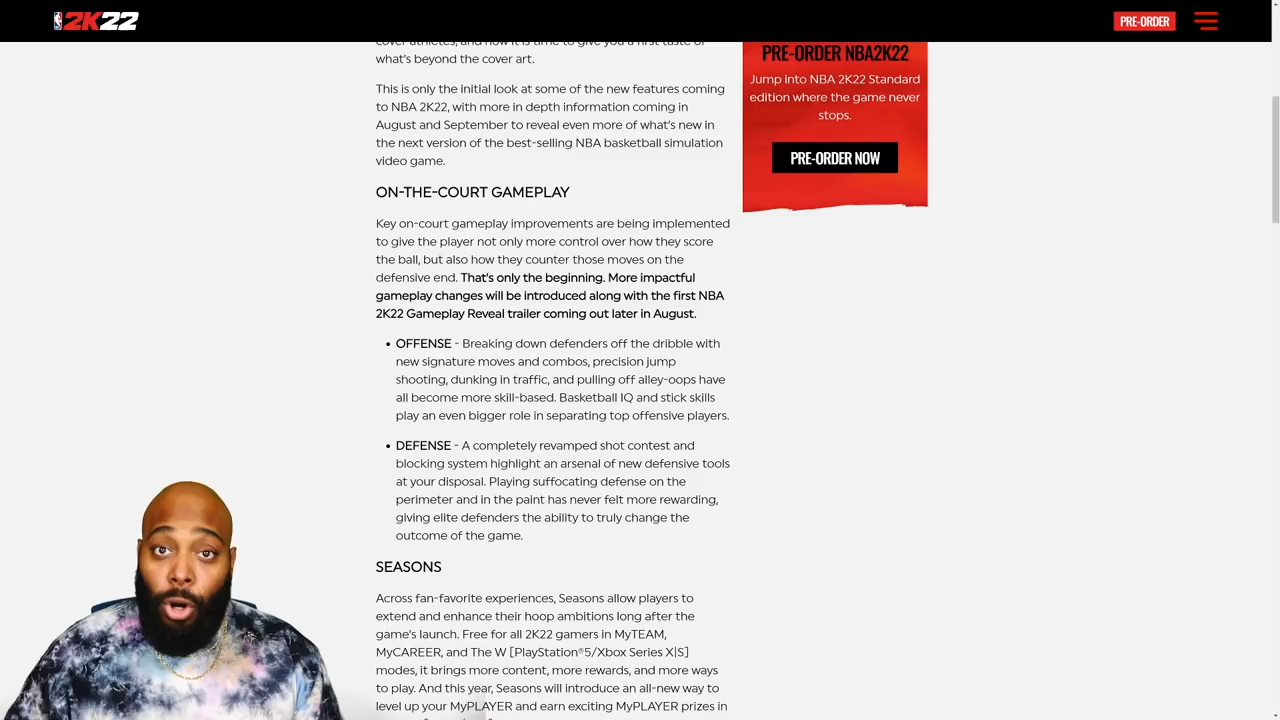 NBA 2K22
PRE-ORDER
what's beyond the cover art.
This is only the initial look at some of the new features coming
to NBA 2K22, with more in depth information coming in
August and September to reveal even more of what's new in
the next version of the best-selling NBA basketball simulation
video game.
ON-THE-COURT GAMEPLAY
Key on-court gameplay improvements are being implemented
to give the player not only more control over how they score
the ball, but also how they counter those moves on the
defensive end. That's only the beginning. More impactful
gameplay changes will be introduced along with the first NBA
2K22 Gameplay Reveal trailer coming out later in August.
• OFFENSE - Breaking down defenders off the dribble with
new signature moves and combos, precision jump
shooting, dunking in traffic, and pulling off alley-oops have
all become more skill-based. Basketball IQ and stick skills
play an even bigger role in separating top offensive players.
• DEFENSE - A completely revamped shot contest and
blocking system highlight an arsenal of new defensive tools
at your disposal. Playing suffocating defense on the
perimeter and in the paint has never felt more rewarding,
giving elite defenders the ability to truly change the
outcome of the game.
SEASONS
Across fan-favorite experiences, Seasons allow players to
extend and enhance their hoop ambitions long after the
game's launch. Free for all 2K22 gamers in MyTEAM,
MyCAREER, and The W [PlayStation®5/Xbox Series X|S]
modes, it brings more content, more rewards, and more ways
to play. And this year, Seasons will introduce an all-new way to
level up your MyPLAYER and earn exciting MyPLAYER prizes in
PRE-ORDER NBA2K22
Jump into NBA 2K22 Standard
edition where the game never
stops.
PRE-ORDER NOW